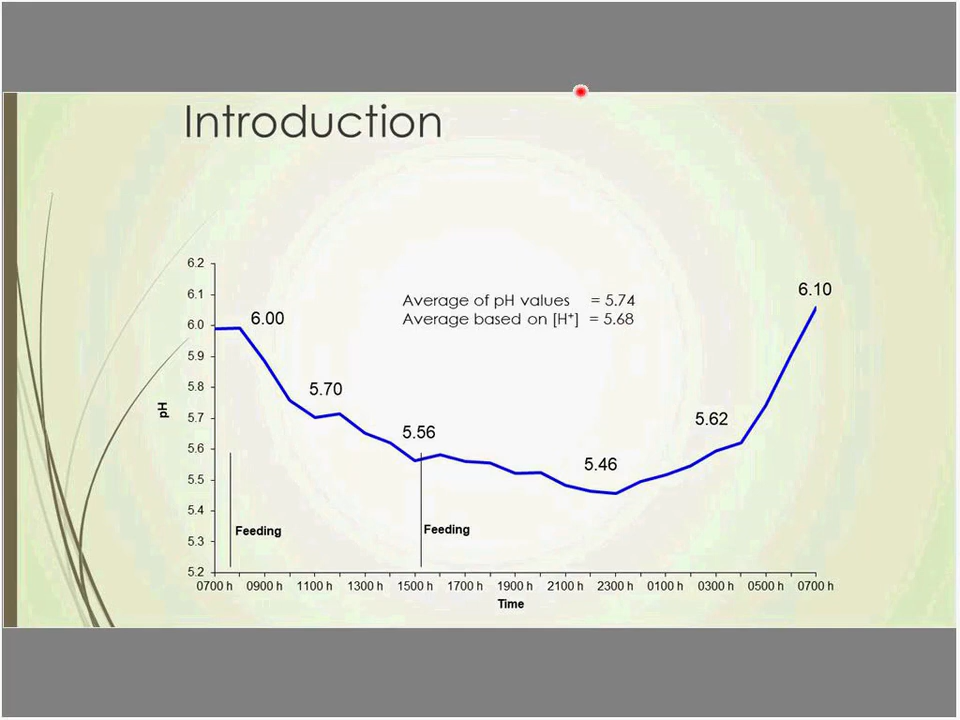 Introduction
Average of pH values = 5.74
Average based on [H⁺] = 5.68
6.10
6.00
5.70
5.62
5.56
5.46
pH
6.2
6.1
6.0
5.9
5.8
5.7
5.6
5.5
5.4
5.3
5.2
Feeding
Feeding
0700 h 0900 h 1100 h 1300 h 1500 h 1700 h 1900 h 2100 h 2300 h 0100 h 0300 h 0500 h 0700 h
Time